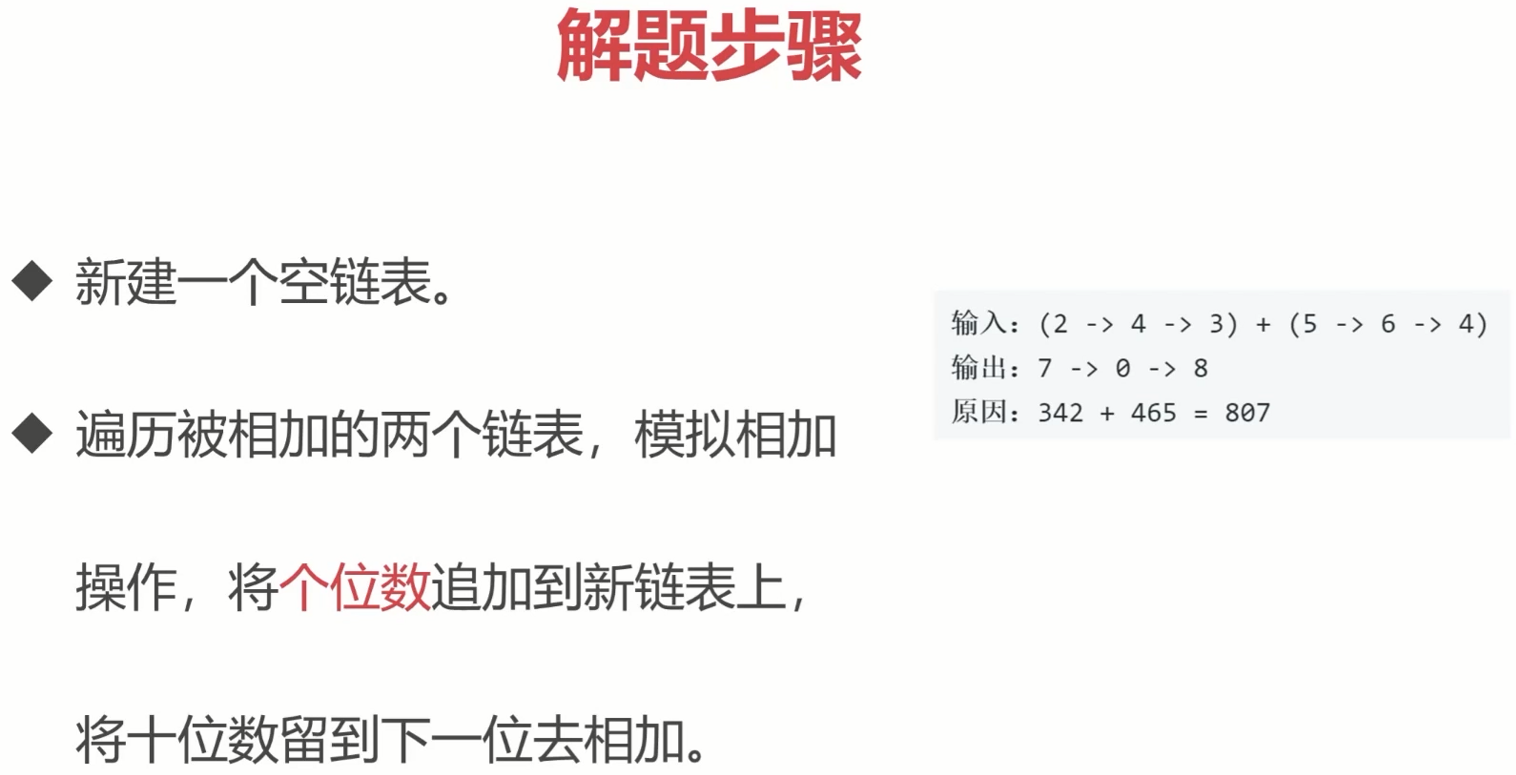 解题步骤
◆ 新建一个空链表。
◆ 遍历被相加的两个链表，模拟相加
操作，将个位数追加到新链表上，
将十位数留到下一位去相加。
输入：(2 -> 4 -> 3) + (5 -> 6 -> 4)
输出：7 -> 0 -> 8
原因：342 + 465 = 807